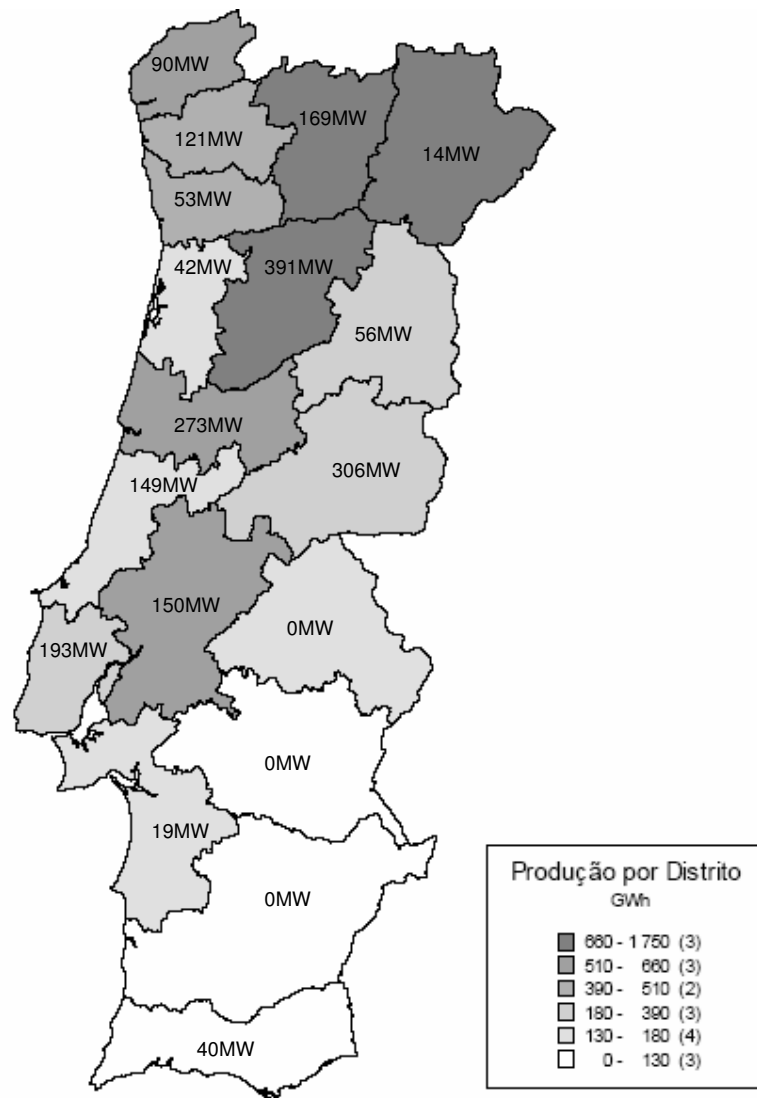 90MW
169MW
121MW
14MW
53MW
42MW
391MW
56MW
273MW
306MW
149MW
150MW
0MW
193MW
0MW
19MW
0MW
40MW
Produção por Distrito
GWh
660 - 1 750 (3)
510 - 660 (3)
390 - 510 (2)
180 - 390 (3)
130 - 180 (4)
0 - 130 (3)